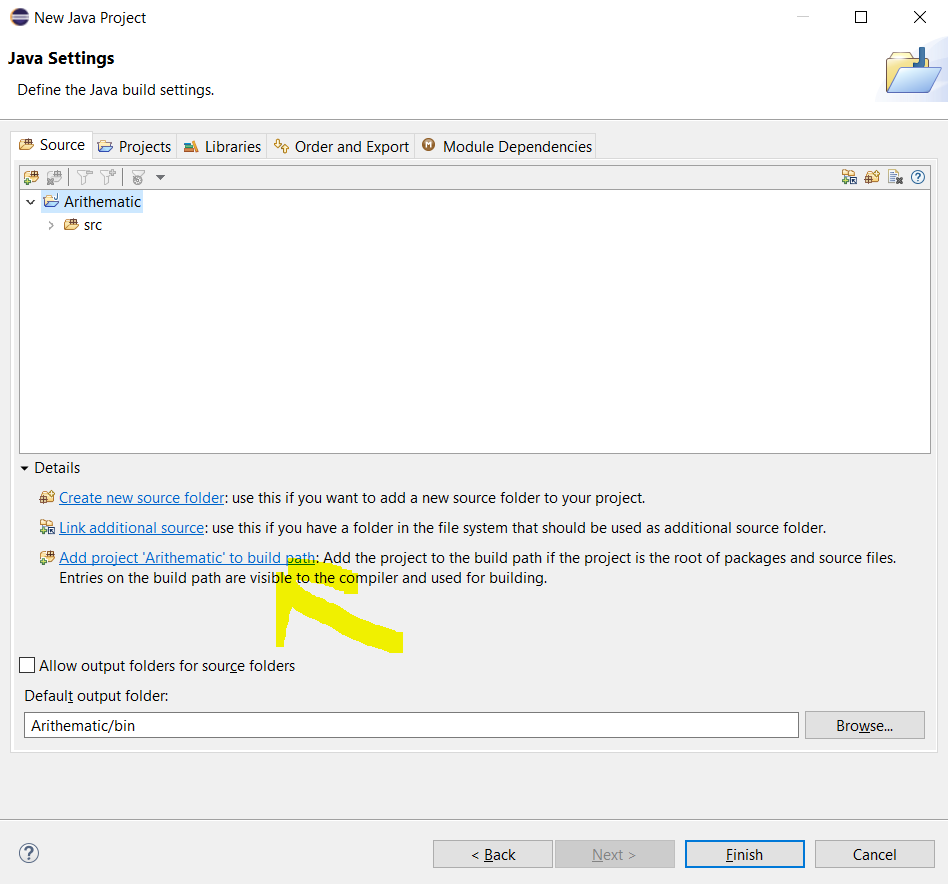 New Java Project
Java Settings
Define the Java build settings.
Source Projects Libraries Order and Export Module Dependencies
Arithematic
src
Details
Create new source folder: use this if you want to add a new source folder to your project.
Link additional source: use this if you have a folder in the file system that should be used as additional source folder.
Add project 'Arithematic' to build path: Add the project to the build path if the project is the root of packages and source files.
Entries on the build path are visible to the compiler and used for building.
Allow output folders for source folders
Default output folder:
Arithematic/bin
Browse...
< Back Next > Finish Cancel